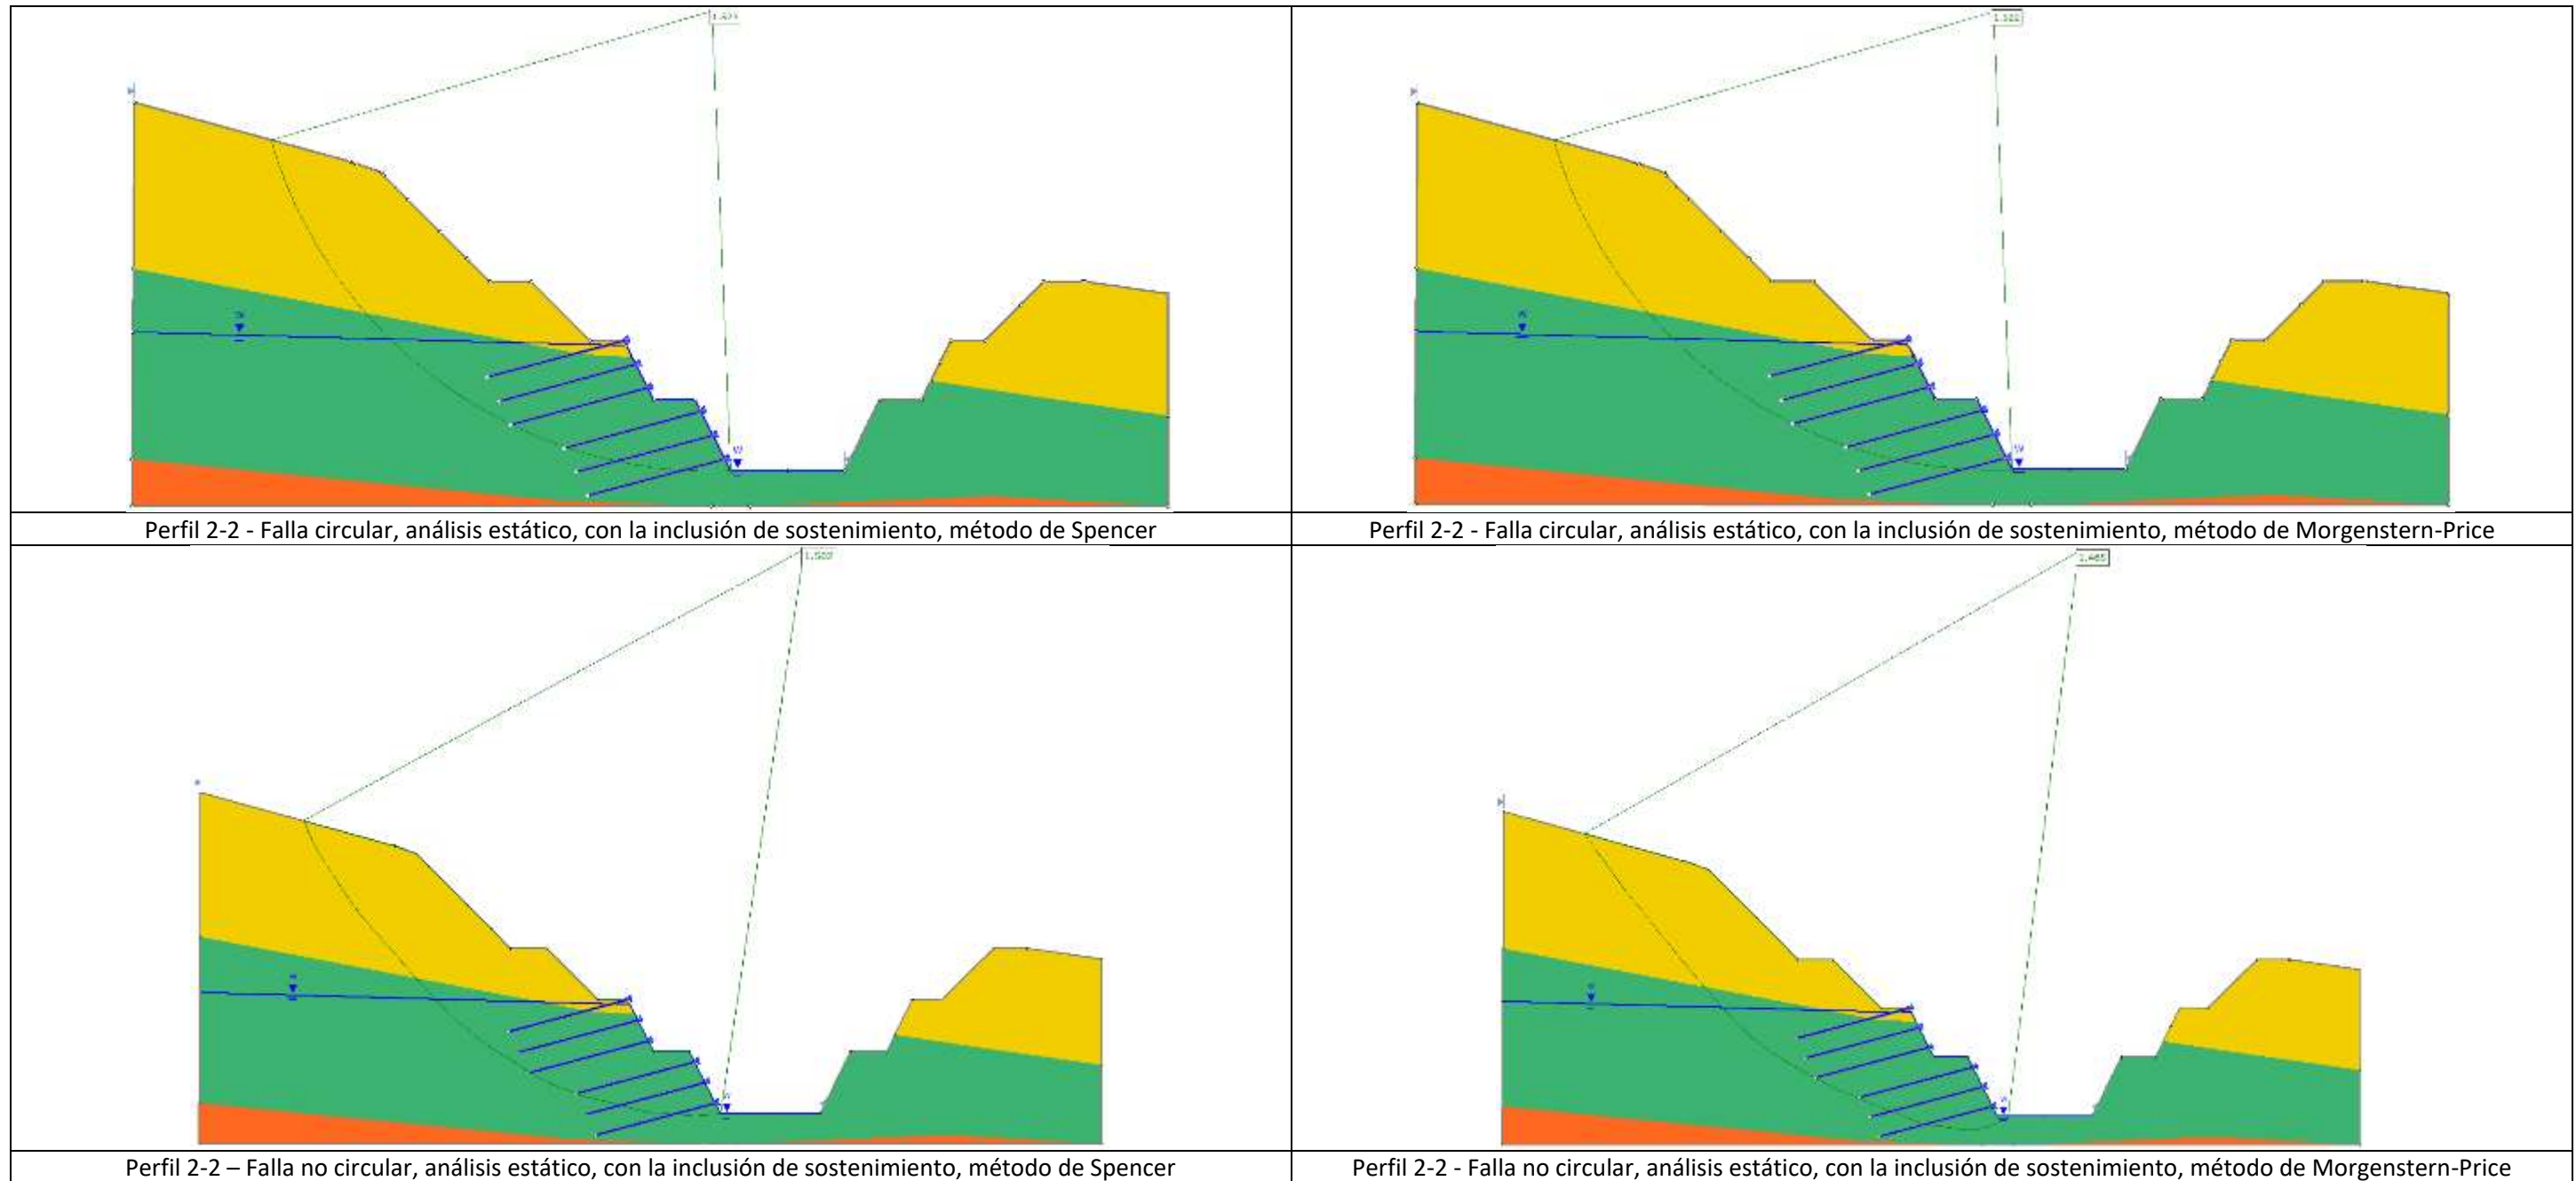 Perfil 2-2 - Falla circular, análisis estático, con la inclusión de sostenimiento, método de Spencer
Perfil 2-2 - Falla circular, análisis estático, con la inclusión de sostenimiento, método de Morgenstern-Price
Perfil 2-2 – Falla no circular, análisis estático, con la inclusión de sostenimiento, método de Spencer
Perfil 2-2 - Falla no circular, análisis estático, con la inclusión de sostenimiento, método de Morgenstern-Price